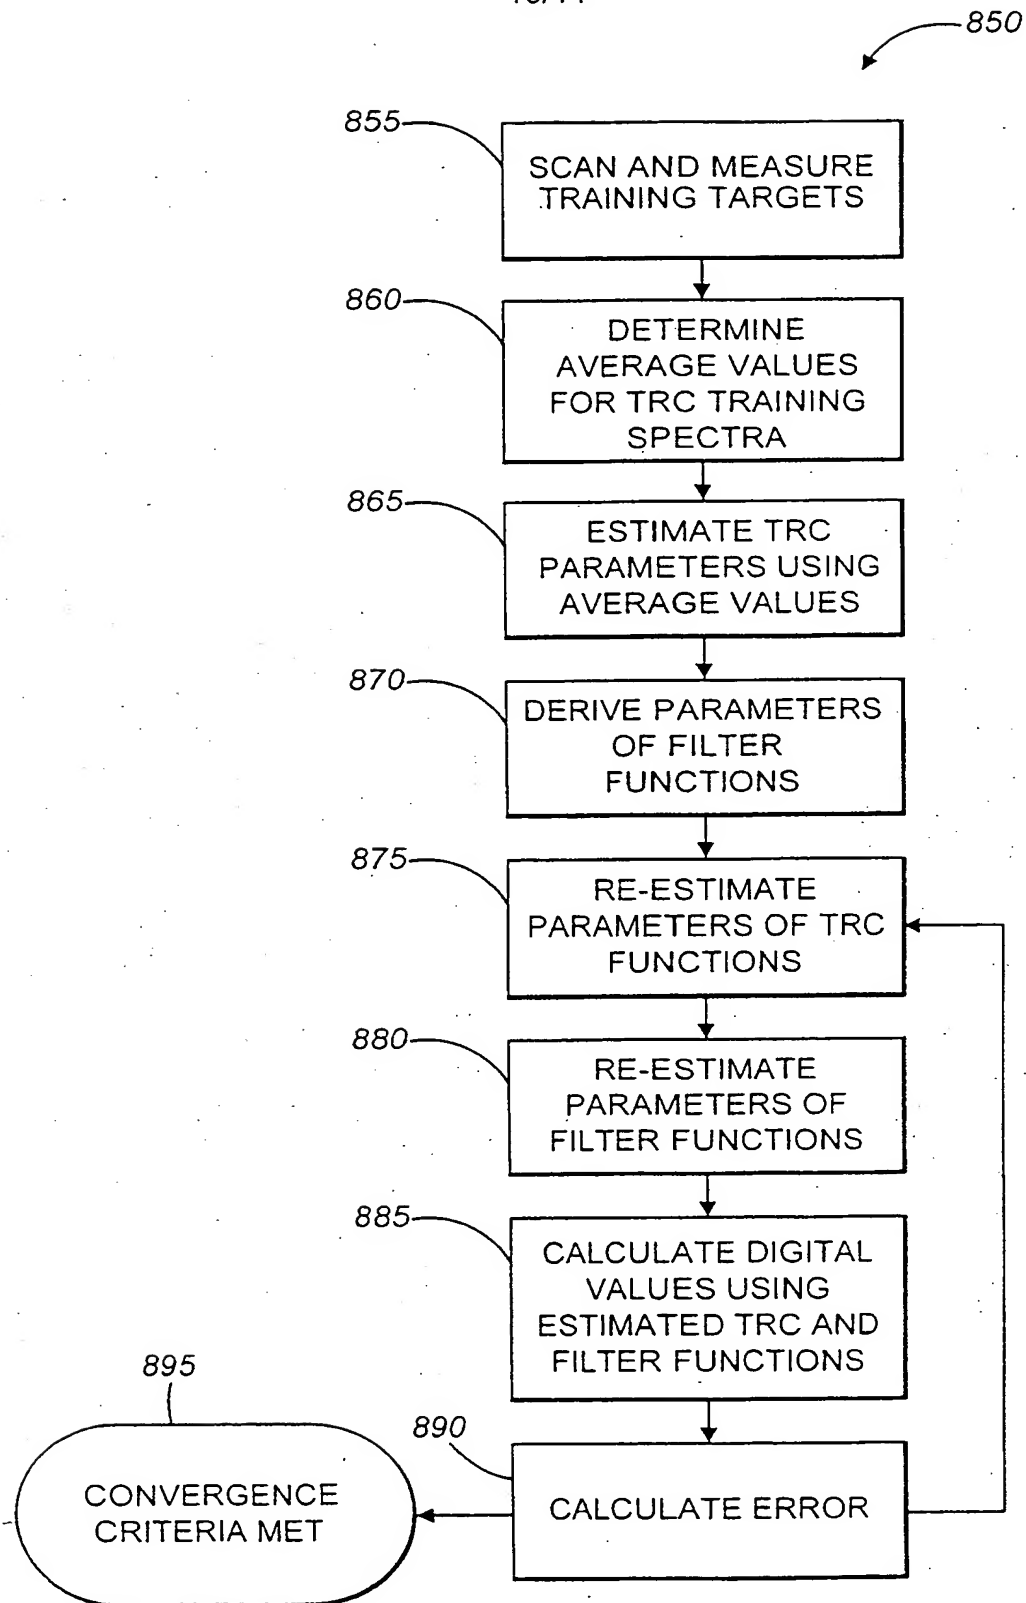 850
855
SCAN AND MEASURE
TRAINING TARGETS
860
DETERMINE
AVERAGE VALUES
FOR TRC TRAINING
SPECTRA
865
ESTIMATE TRC
PARAMETERS USING
AVERAGE VALUES
870
DERIVE PARAMETERS
OF FILTER
FUNCTIONS
875
RE-ESTIMATE
PARAMETERS OF TRC
FUNCTIONS
880
RE-ESTIMATE
PARAMETERS OF
FILTER FUNCTIONS
885
CALCULATE DIGITAL
VALUES USING
ESTIMATED TRC AND
FILTER FUNCTIONS
895
890
CONVERGENCE
CRITERIA MET
CALCULATE ERROR